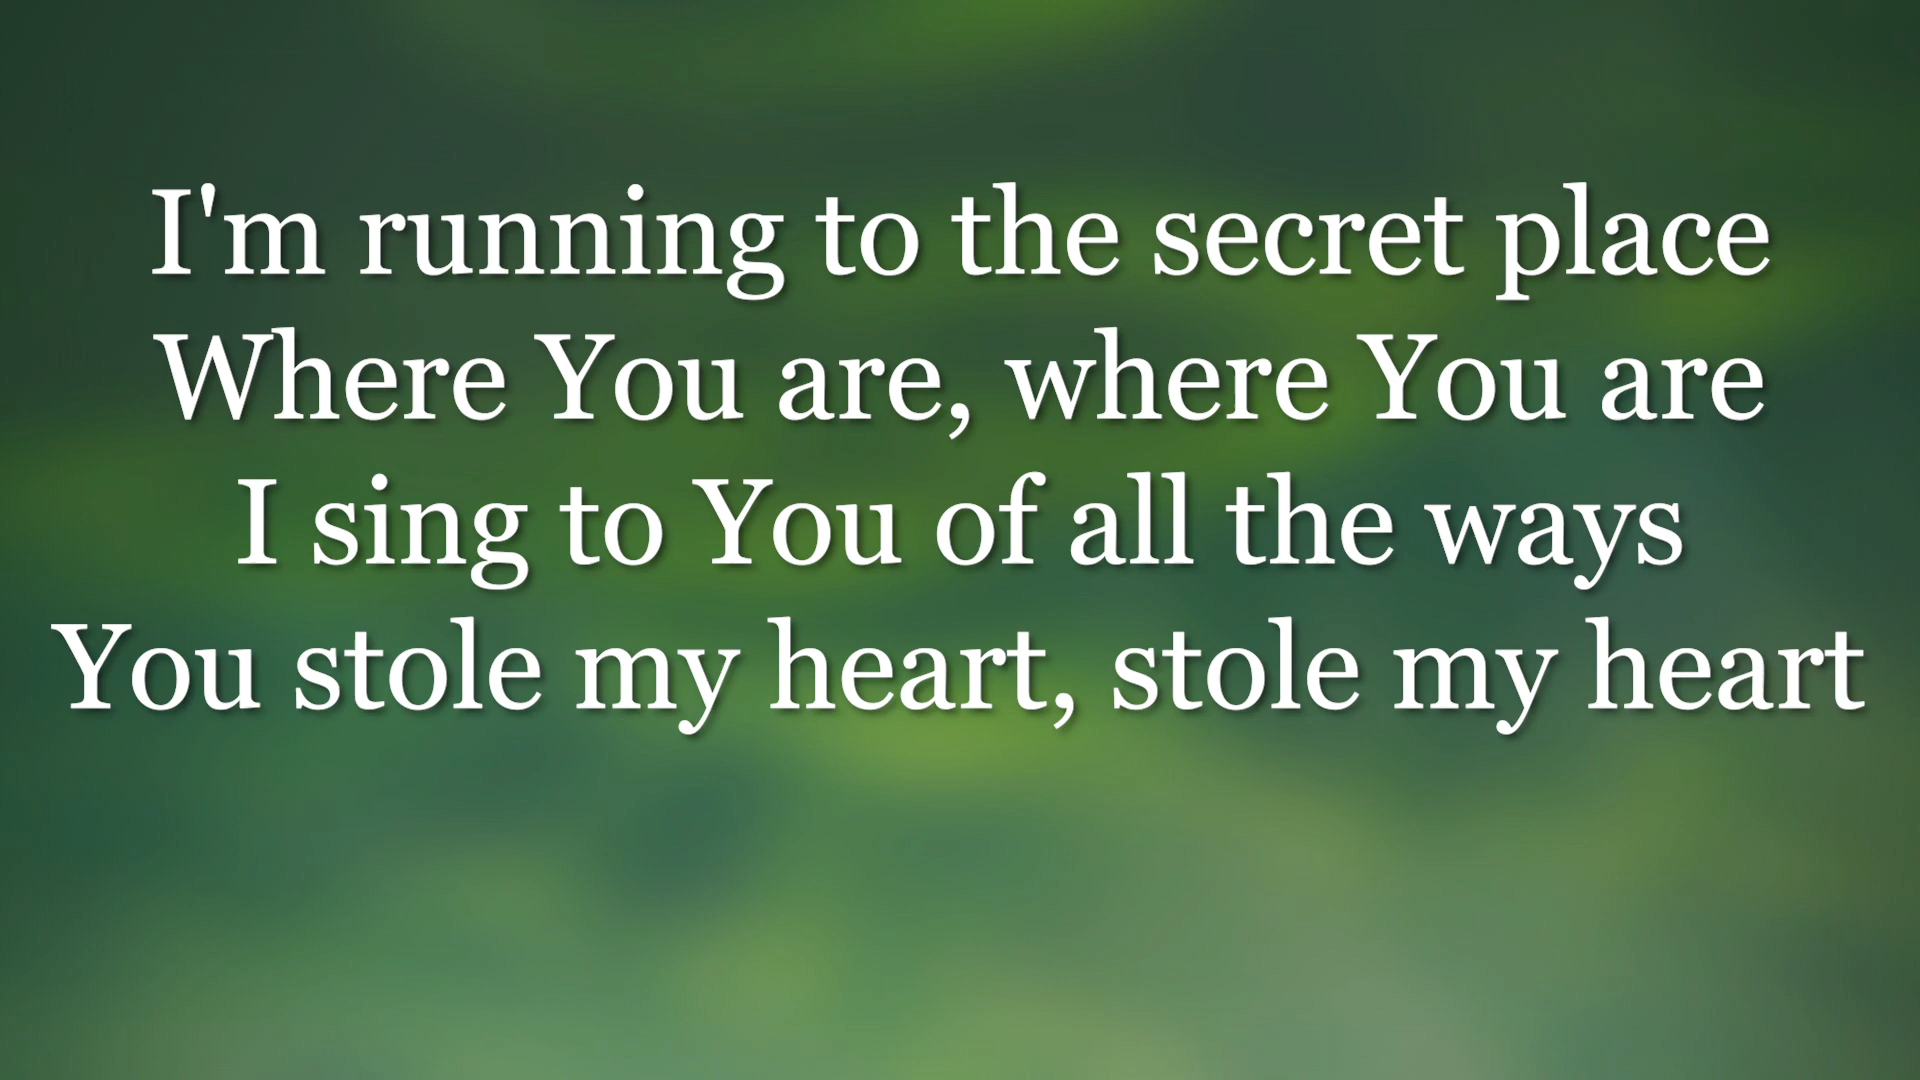 I'm running to the secret place
Where You are, where You are
I sing to You of all the ways
You stole my heart, stole my heart